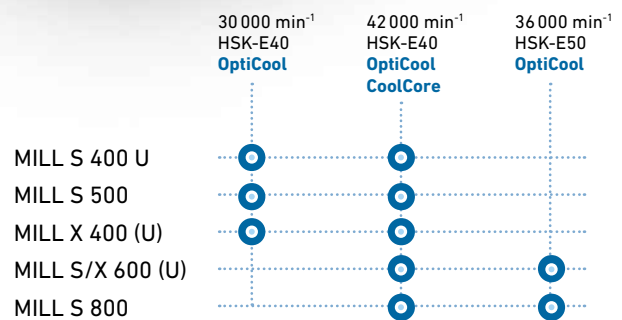 30 000 min⁻¹
HSK-E40
OptiCool
42 000 min⁻¹
HSK-E40
OptiCool
CoolCore
36 000 min⁻¹
HSK-E50
OptiCool
MILL S 400 U
MILL S 500
MILL X 400 (U)
MILL S/X 600 (U)
MILL S 800